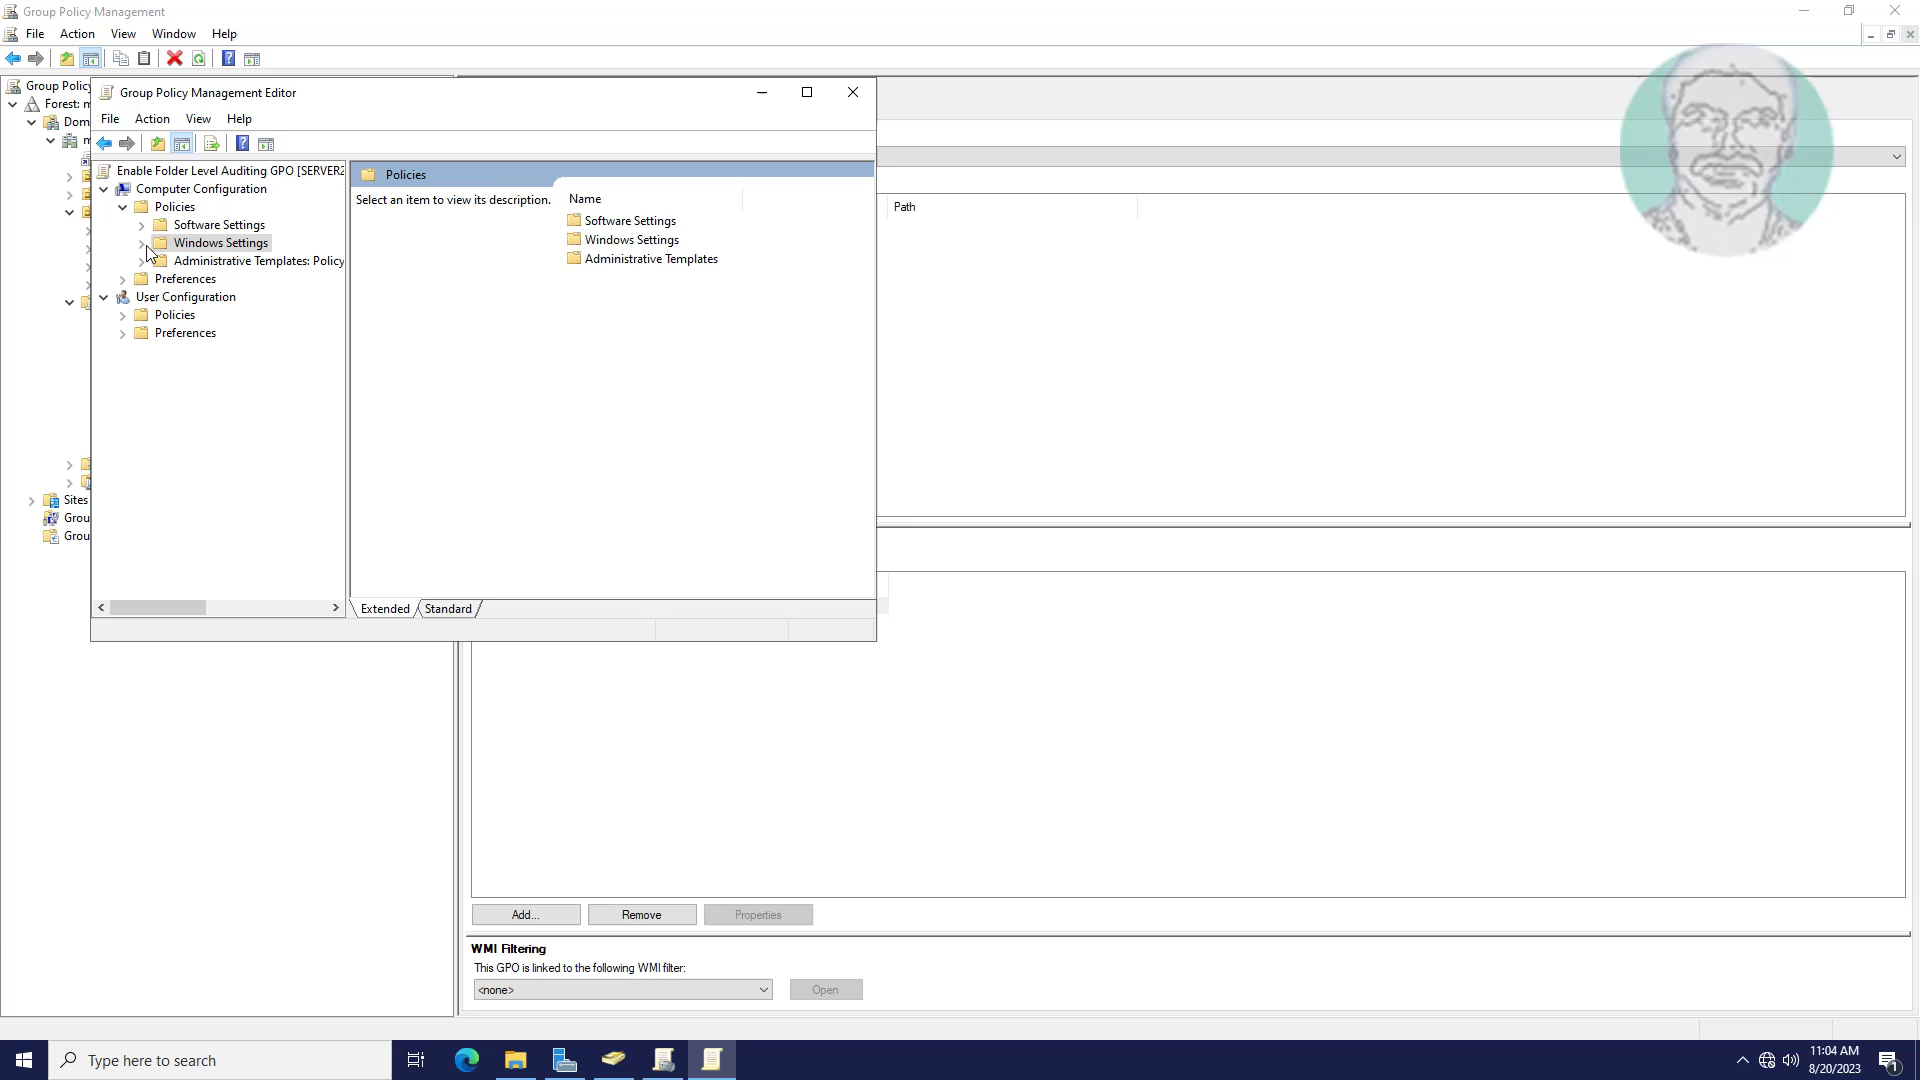 Group Policy Management
File Action View Window Help
Group Policy
Forest: m
Dom
m
Sites
Grou
Grou
Group Policy Management Editor
File Action View Help
Enable Folder Level Auditing GPO [SERVER2
Computer Configuration
Policies
Software Settings
Windows Settings
Administrative Templates: Policy
Preferences
User Configuration
Policies
Preferences
Policies
Select an item to view its description.
Name
Software Settings
Windows Settings
Administrative Templates
Extended Standard
Path
Add... Remove Properties
WMI Filtering
This GPO is linked to the following WMI filter:
<none> Open
Type here to search
11:04 AM
8/20/2023
1